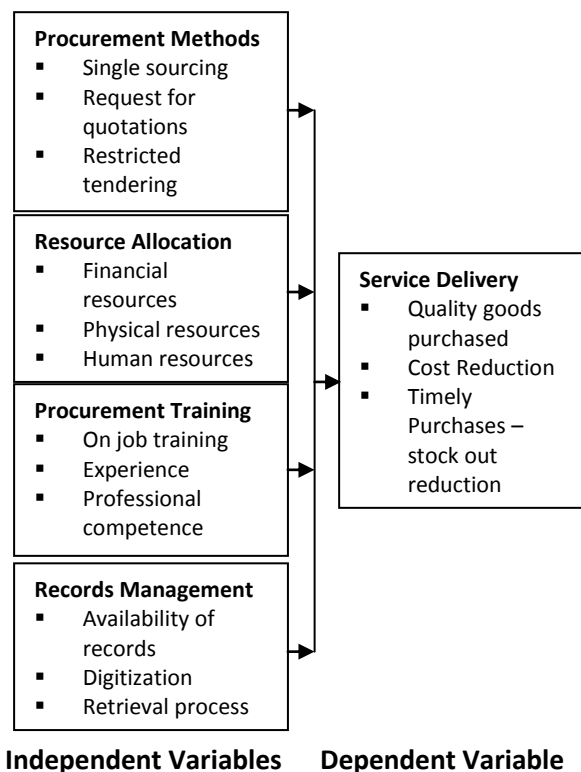 Procurement Methods
▪ Single sourcing
▪ Request for
quotations
▪ Restricted
tendering
Resource Allocation
▪ Financial
resources
▪ Physical resources
▪ Human resources
Procurement Training
▪ On job training
▪ Experience
▪ Professional
competence
Records Management
▪ Availability of
records
▪ Digitization
▪ Retrieval process
Service Delivery
▪ Quality goods
purchased
▪ Cost Reduction
▪ Timely
Purchases –
stock out
reduction
Independent Variables
Dependent Variable